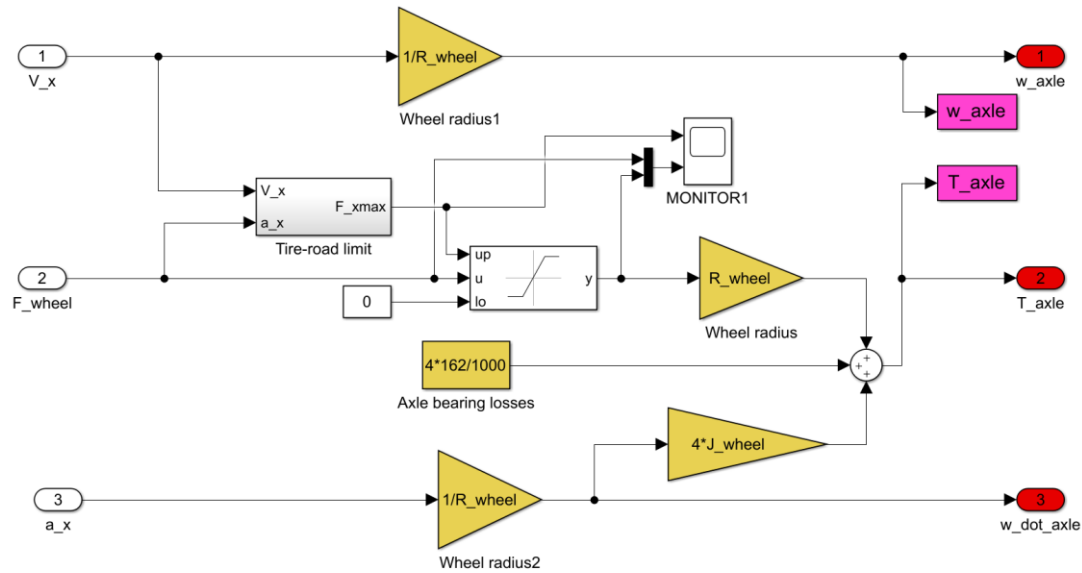 1
V_x
1/R_wheel
Wheel radius1
1
w_axle
w_axle
T_axle
MONITOR1
V_x
a_x
F_xmax
Tire-road limit
2
F_wheel
up
u
lo
y
0
R_wheel
Wheel radius
2
T_axle
4*162/1000
Axle bearing losses
+
+
+
4*J_wheel
3
a_x
1/R_wheel
Wheel radius2
3
w_dot_axle